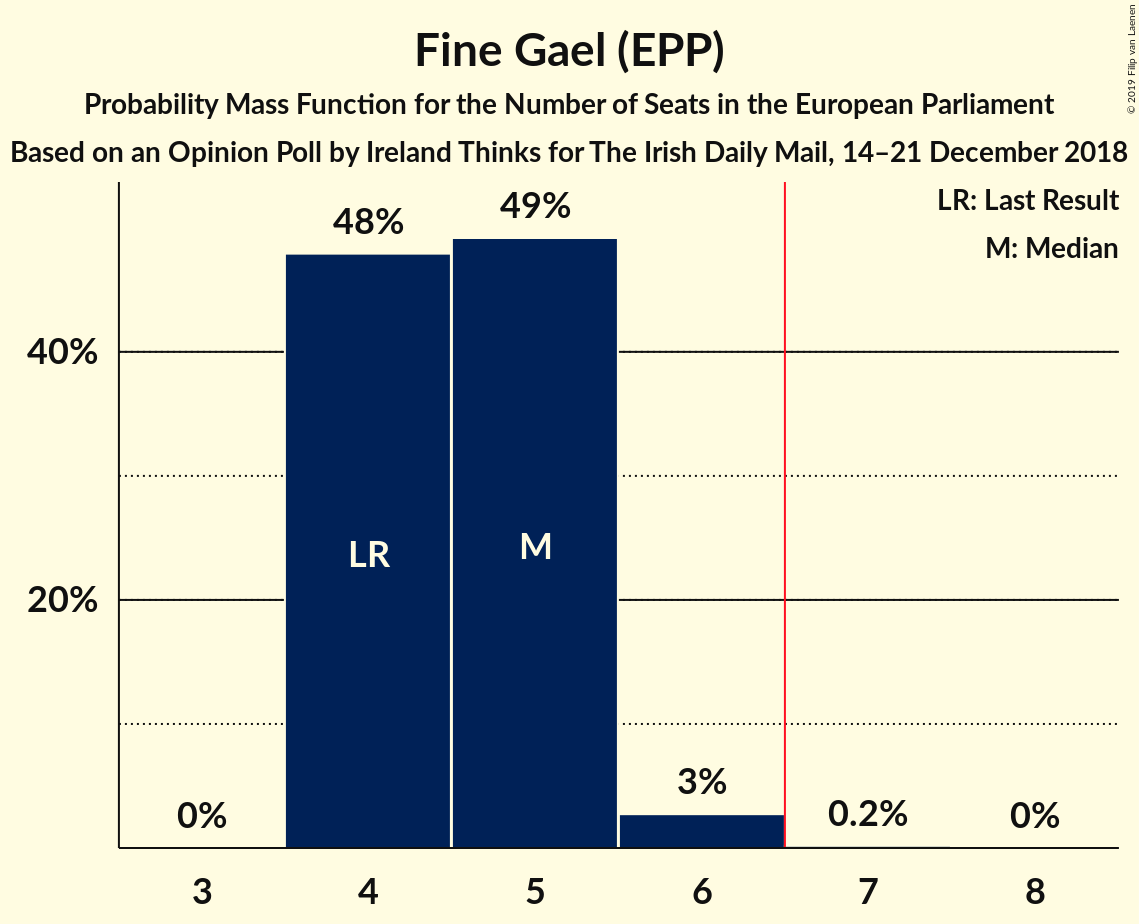 Fine Gael (EPP)
Probability Mass Function for the Number of Seats in the European Parliament
Based on an Opinion Poll by Ireland Thinks for The Irish Daily Mail, 14–21 December 2018
© 2019 Filip van Laenen
LR: Last Result
M: Median
48%
49%
40%
LR
M
20%
0%
3%
0.2%
0%
3
4
5
6
7
8